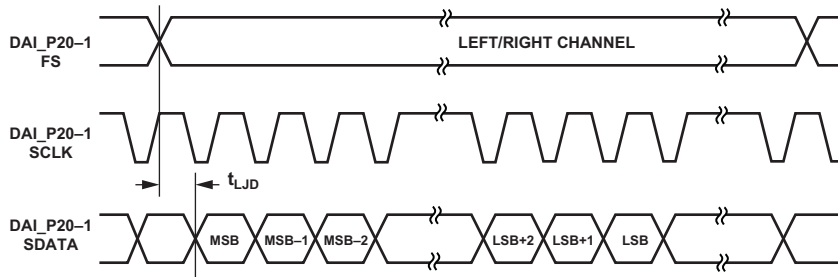 DAI_P20–1
FS
LEFT/RIGHT CHANNEL
DAI_P20–1
SCLK
tLJD
DAI_P20–1
SDATA
MSB
MSB–1
MSB–2
LSB+2
LSB+1
LSB